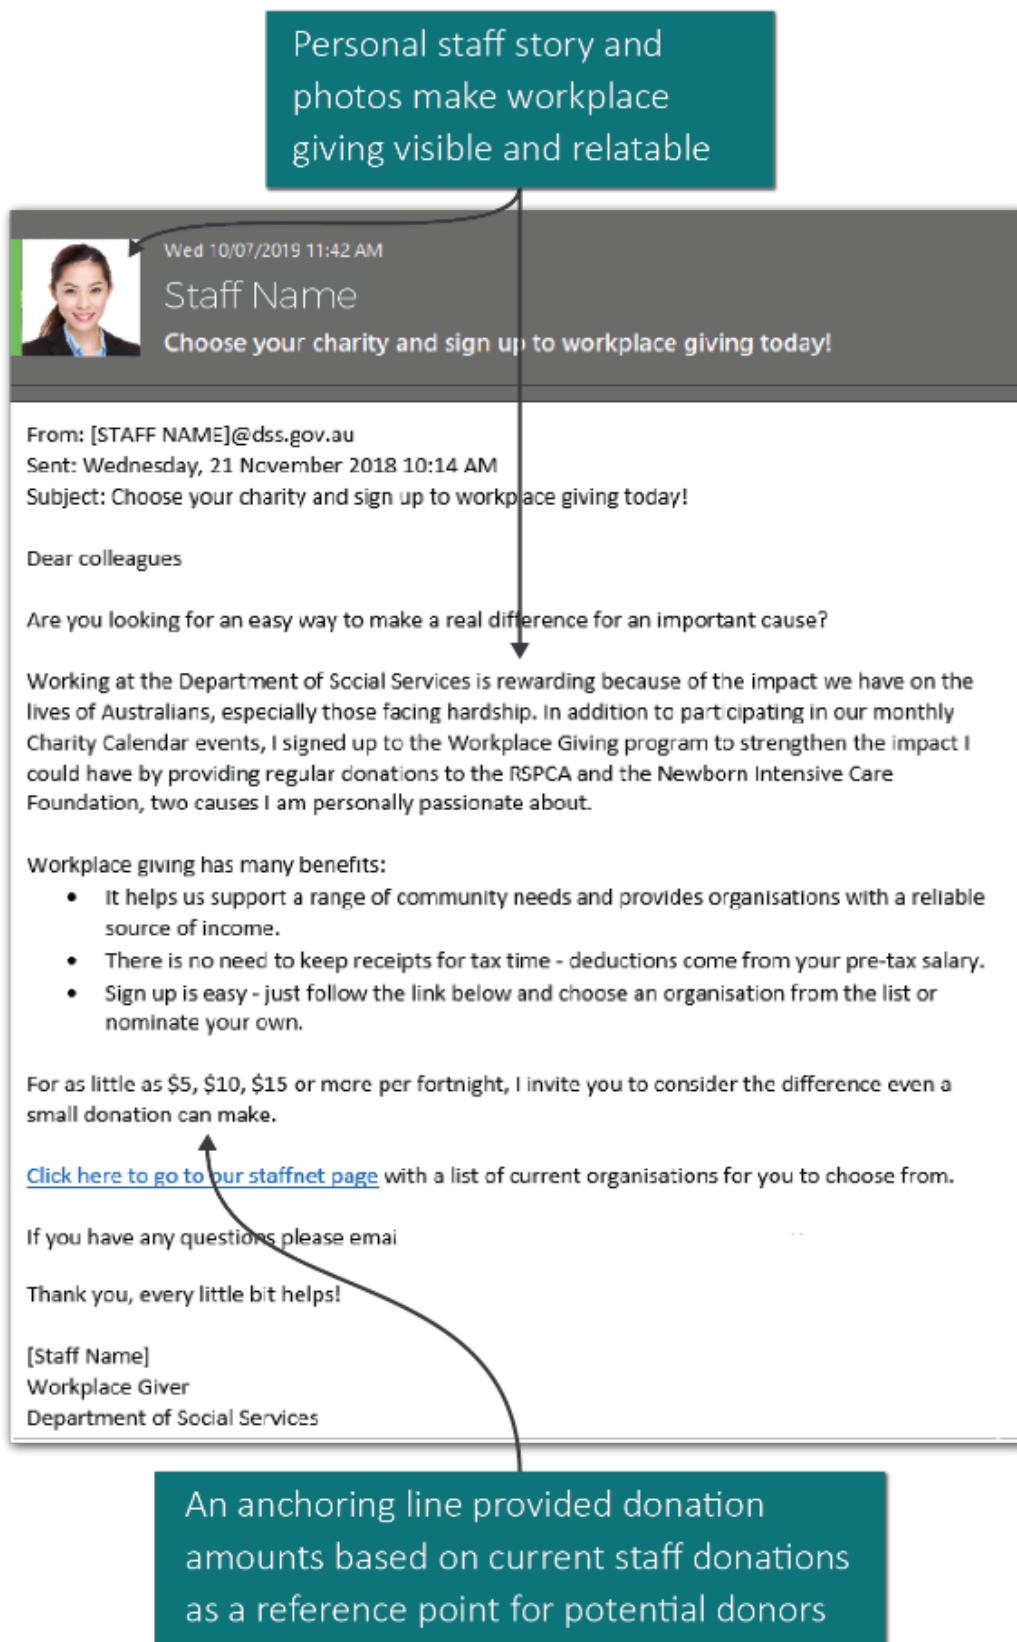 Personal staff story and
photos make workplace
giving visible and relatable
Wed 10/07/2019 11:42 AM
Staff Name
Choose your charity and sign up to workplace giving today!
From: [STAFF NAME]@dss.gov.au
Sent: Wednesday, 21 November 2018 10:14 AM
Subject: Choose your charity and sign up to workplace giving today!
Dear colleagues
Are you looking for an easy way to make a real difference for an important cause?
Working at the Department of Social Services is rewarding because of the impact we have on the
lives of Australians, especially those facing hardship. In addition to participating in our monthly
Charity Calendar events, I signed up to the Workplace Giving program to strengthen the impact I
could have by providing regular donations to the RSPCA and the Newborn Intensive Care
Foundation, two causes I am personally passionate about.
Workplace giving has many benefits:
• It helps us support a range of community needs and provides organisations with a reliable
source of income.
• There is no need to keep receipts for tax time - deductions come from your pre-tax salary.
• Sign up is easy - just follow the link below and choose an organisation from the list or
nominate your own.
For as little as $5, $10, $15 or more per fortnight, I invite you to consider the difference even a
small donation can make.
Click here to go to our staffnet page with a list of current organisations for you to choose from.
If you have any questions please emai
Thank you, every little bit helps!
[Staff Name]
Workplace Giver
Department of Social Services
An anchoring line provided donation
amounts based on current staff donations
as a reference point for potential donors